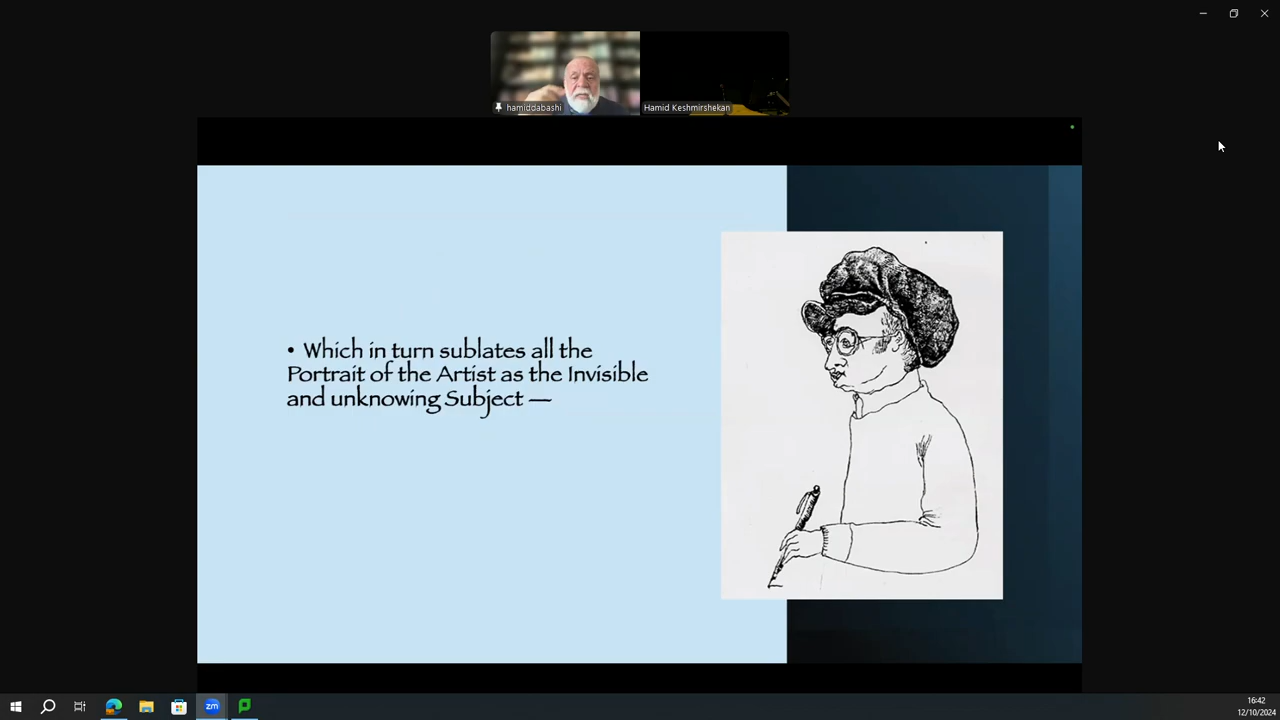 hamiddabashi
Hamid Keshmirshekan
• Which in turn sublates all the
Portrait of the Artist as the Invisible
and unknowing Subject —
zm
16:42
12/10/2024